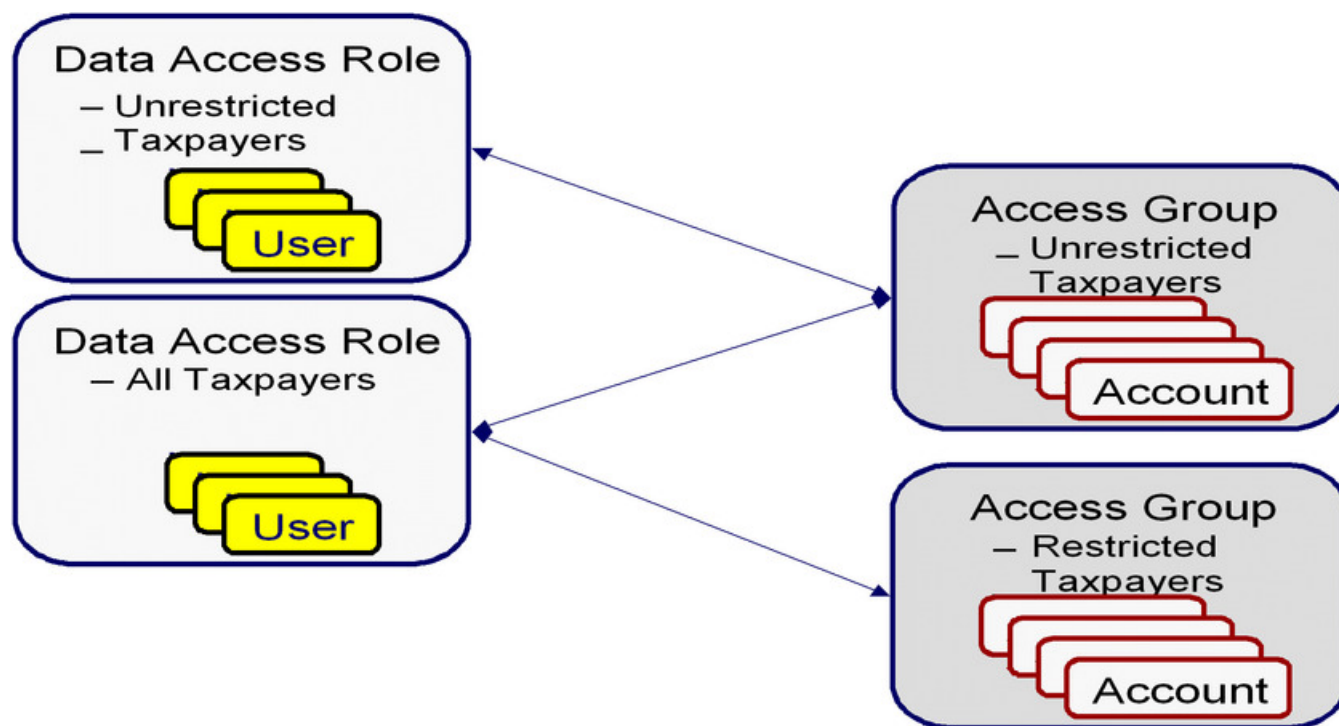 Data Access Role
– Unrestricted
_ Taxpayers
User
Data Access Role
– All Taxpayers
User
Access Group
_ Unrestricted
Taxpayers
Account
Access Group
– Restricted
Taxpayers
Account